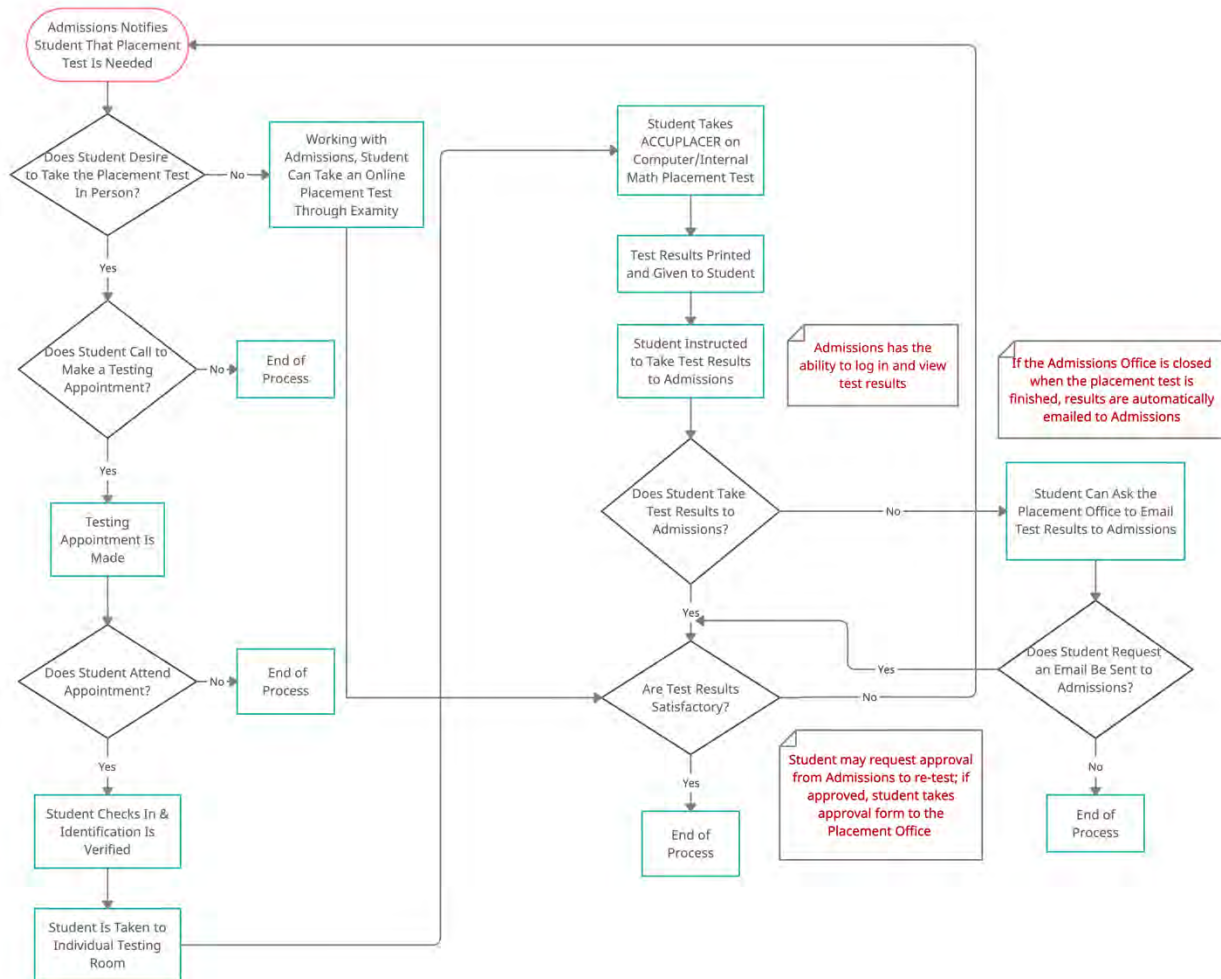 Admissions Notifies
Student That Placement
Test Is Needed
Does Student Desire
to Take the Placement Test
In Person?
No
Working with
Admissions, Student
Can Take an Online
Placement Test
Through Examity
Yes
Does Student Call to
Make a Testing
Appointment?
No
End of
Process
Yes
Testing
Appointment Is
Made
Does Student Attend
Appointment?
No
End of
Process
Yes
Student Checks In &
Identification Is
Verified
Student Is Taken to
Individual Testing
Room
Student Takes
ACCUPLACER on
Computer/Internal
Math Placement Test
Test Results Printed
and Given to Student
Student Instructed
to Take Test Results
to Admissions
Admissions has the
ability to log in and view
test results
If the Admissions Office is closed
when the placement test is
finished, results are automatically
emailed to Admissions
Does Student Take
Test Results to
Admissions?
No
Student Can Ask the
Placement Office to Email
Test Results to Admissions
Yes
Does Student Request
an Email Be Sent to
Admissions?
Yes
No
End of
Process
Are Test Results
Satisfactory?
No
Student may request approval
from Admissions to re-test; if
approved, student takes
approval form to the
Placement Office
Yes
End of
Process